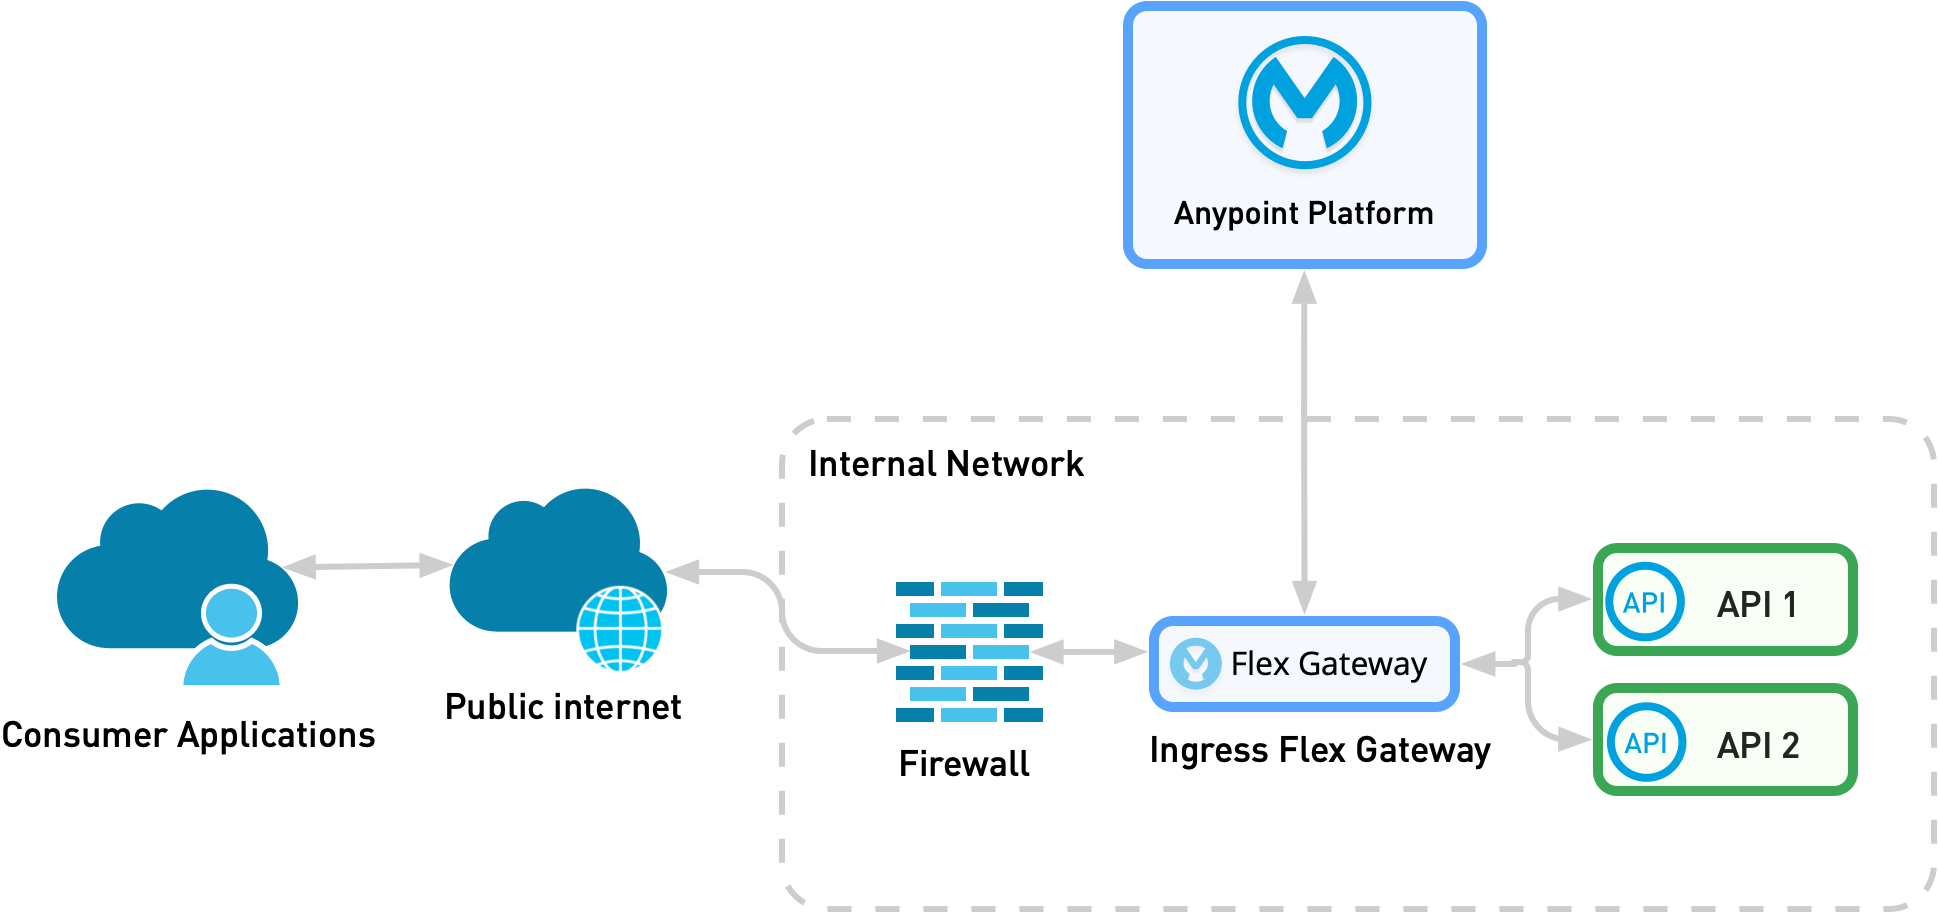 Anypoint Platform
Internal Network
Consumer Applications
Public internet
Firewall
Flex Gateway
Ingress Flex Gateway
API
API 1
API
API 2